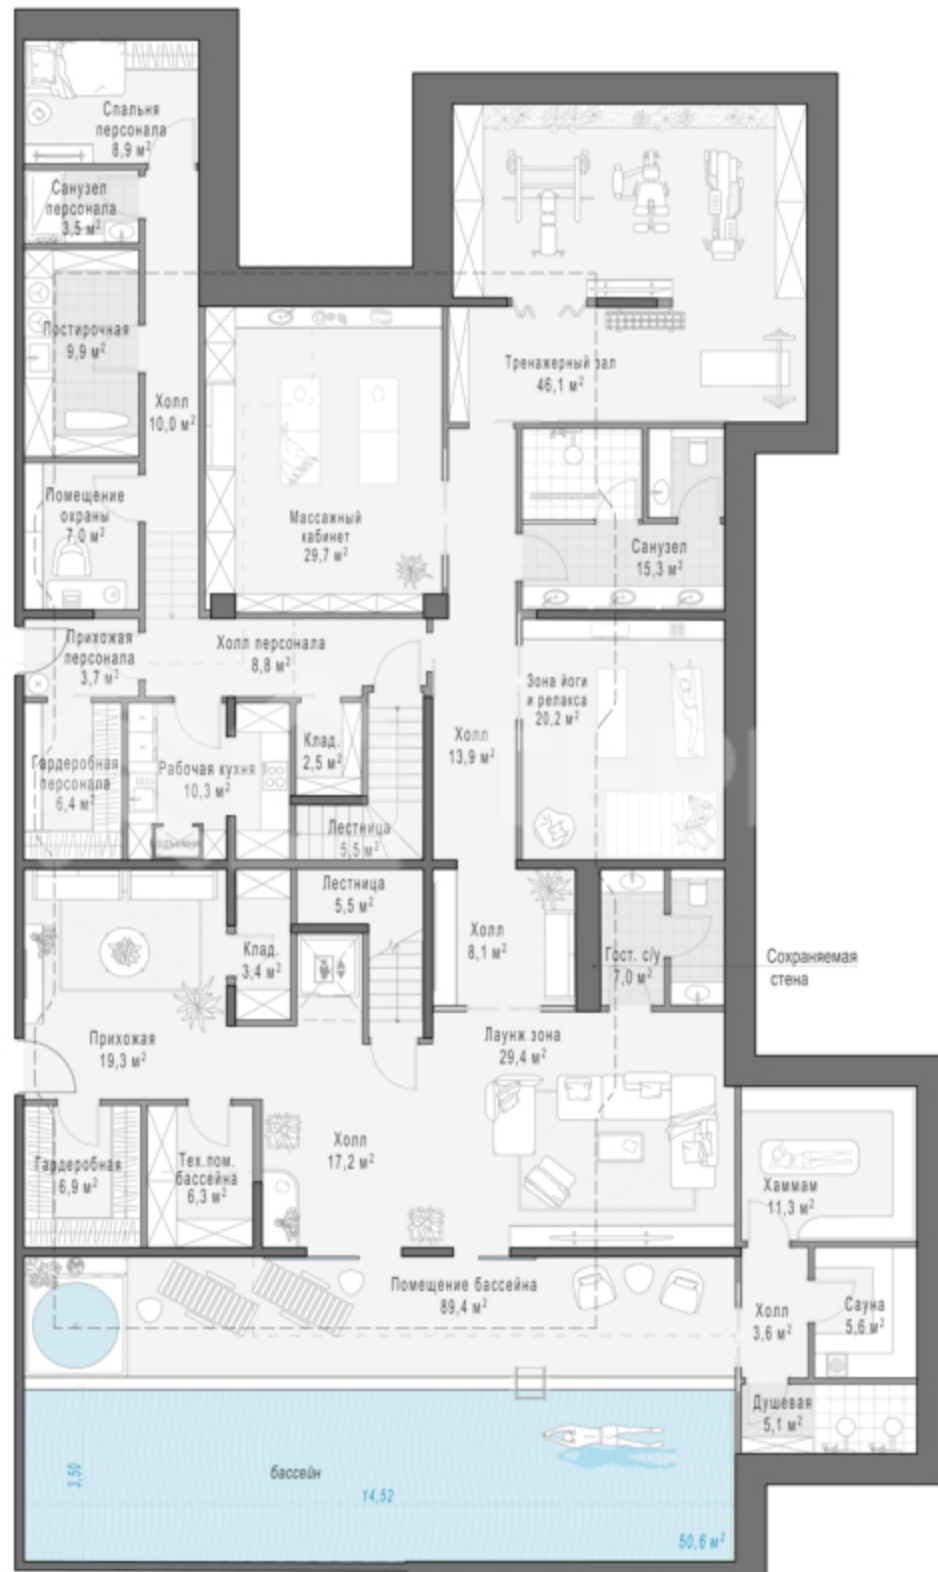 Спальня
персонала
8,9 м²
Санузел
персонала
3,5 м²
Постирочная
9,9 м²
Холл
10,0 м²
Тренажерный зал
46,1 м²
Помещение
охраны
7,0 м²
Массажный
кабинет
29,7 м²
Санузел
15,3 м²
Прихожая
персонала
3,7 м²
Холл персонала
8,8 м²
Зона йоги
и релакса
20,2 м²
Гардеробная
персонала
6,4 м²
Рабочая кухня
10,3 м²
Клад.
2,5 м²
Холл
13,9 м²
Лестница
5,5 м²
Лестница
5,5 м²
Клад.
3,4 м²
Холл
8,1 м²
Гост. с/у
7,0 м²
Сохраняемая
стена
Прихожая
19,3 м²
Лаунж зона
29,4 м²
Гардеробная
6,9 м²
Тех.пом.
бассейна
6,3 м²
Холл
17,2 м²
Хаммам
11,3 м²
Помещение бассейна
89,4 м²
Холл
3,6 м²
Сауна
5,6 м²
Душевая
5,1 м²
3,50
бассейн
14,52
50,6 м²